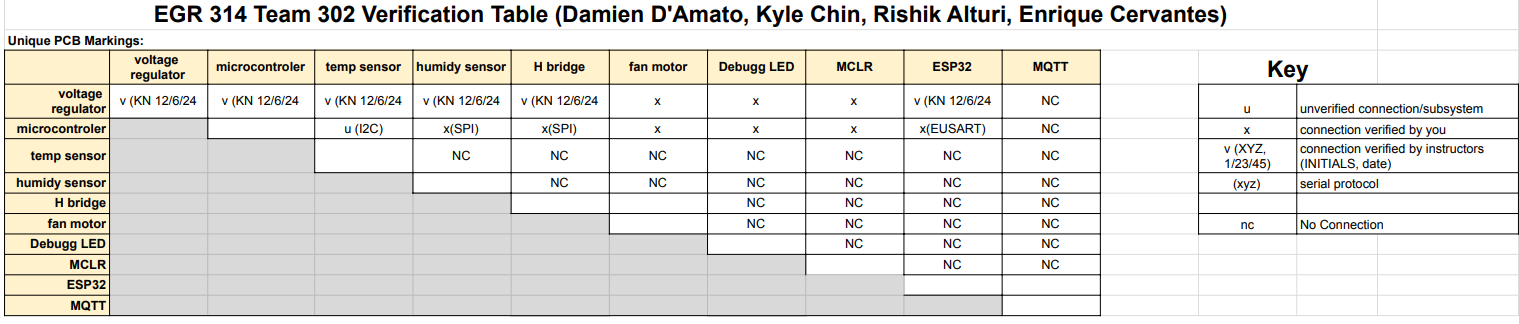 EGR 314 Team 302 Verification Table (Damien D'Amato, Kyle Chin, Rishik Alturi, Enrique Cervantes)
Unique PCB Markings:
voltage regulator microcontroler temp sensor humidy sensor H bridge fan motor Debugg LED MCLR ESP32 MQTT
voltage regulator v (KN 12/6/24 v (KN 12/6/24 v (KN 12/6/24 v (KN 12/6/24 v (KN 12/6/24 x x x v (KN 12/6/24 NC
microcontroler u (I2C) x(SPI) x(SPI) x x x x(EUSART) NC
temp sensor NC NC NC NC NC NC NC
humidy sensor NC NC NC NC NC NC
H bridge NC NC NC NC
fan motor NC NC NC NC
Debugg LED NC NC NC
MCLR NC NC
ESP32
MQTT
Key
u unverified connection/subsystem
x connection verified by you
v (XYZ, 1/23/45) connection verified by instructors (INITIALS, date)
(xyz) serial protocol
nc No Connection